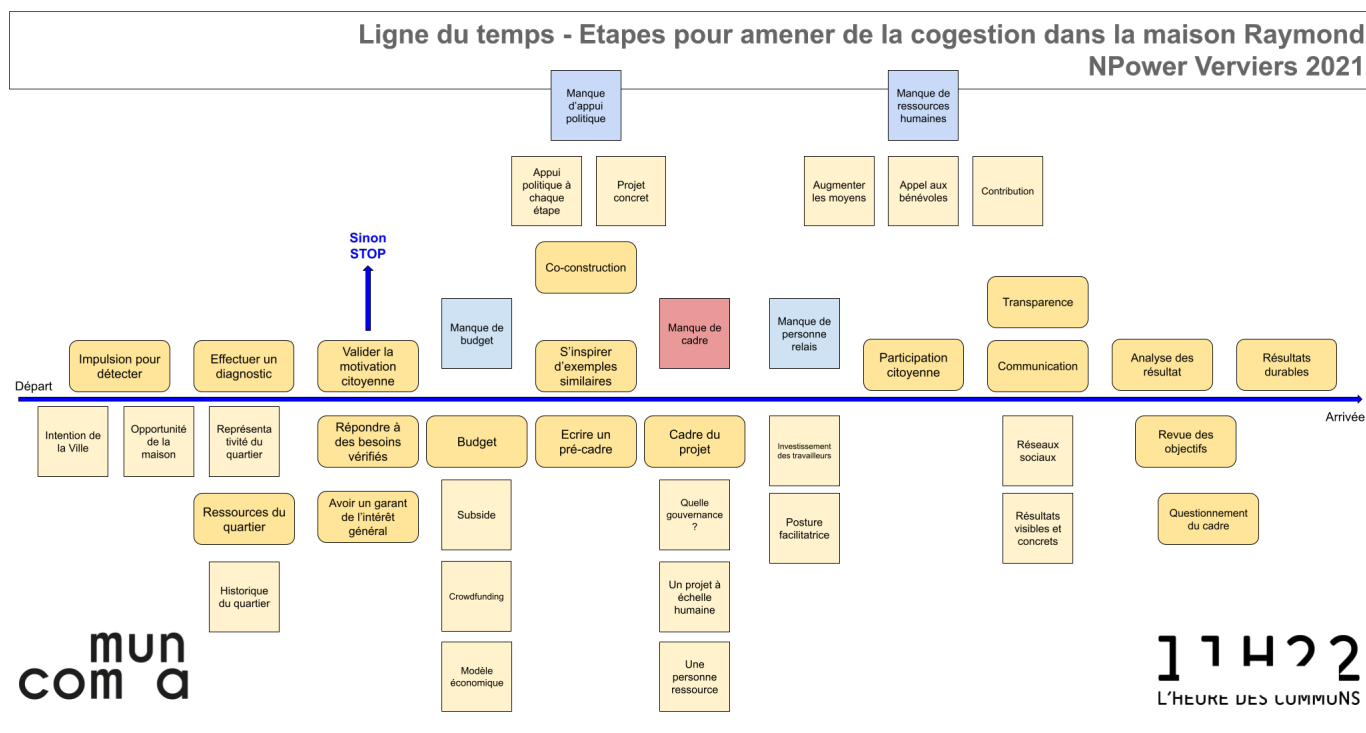 Ligne du temps - Etapes pour amener de la cogestion dans la maison Raymond
NPower Verviers 2021
Manque
d'appui
politique
Manque de
ressources
humaines
Appui
politique à
chaque
étape
Projet
concret
Augmenter
les moyens
Appel aux
bénévoles
Contribution
Sinon
STOP
Co-construction
Transparence
Manque de
budget
Manque de
cadre
Manque de
personne
relais
Impulsion pour
détecter
Effectuer un
diagnostic
Valider la
motivation
citoyenne
S'inspirer
d'exemples
similaires
Participation
citoyenne
Communication
Analyse des
résultat
Résultats
durables
Départ
Arrivée
Intention de
la Ville
Opportunité
de la
maison
Représenta
tivité du
quartier
Répondre à
des besoins
vérifiés
Budget
Ecrire un
pré-cadre
Cadre du
projet
Investissement
des travailleurs
Réseaux
sociaux
Revue des
objectifs
Ressources du
quartier
Avoir un garant
de l'intérêt
général
Subside
Quelle
gouvernance
?
Posture
facilitatrice
Résultats
visibles et
concrets
Questionnement
du cadre
Historique
du quartier
Crowdfunding
Un projet à
échelle
humaine
Modèle
économique
Une
personne
ressource
mun
com a
11H22
L'HEURE DES COMMUNS